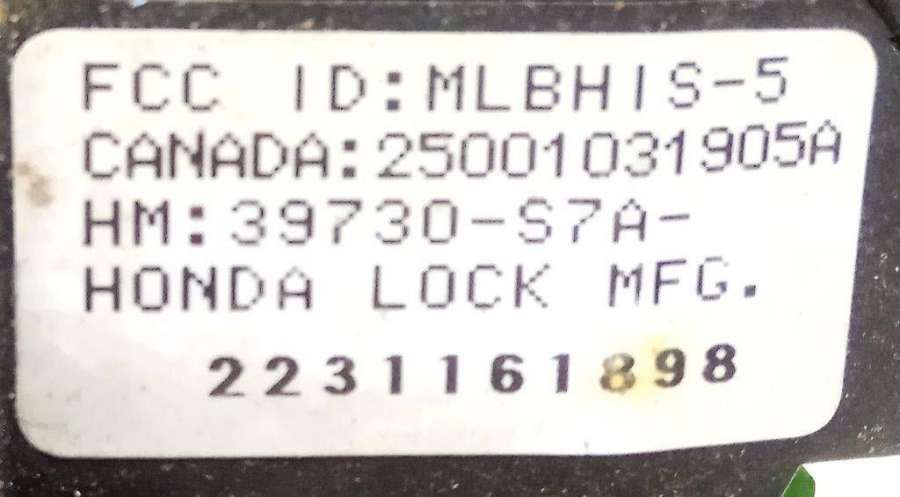 FCC ID:MLBHIS-5
CANADA:25001031905A
HM:39730-S7A-
HONDA LOCK MFG.
2231161898